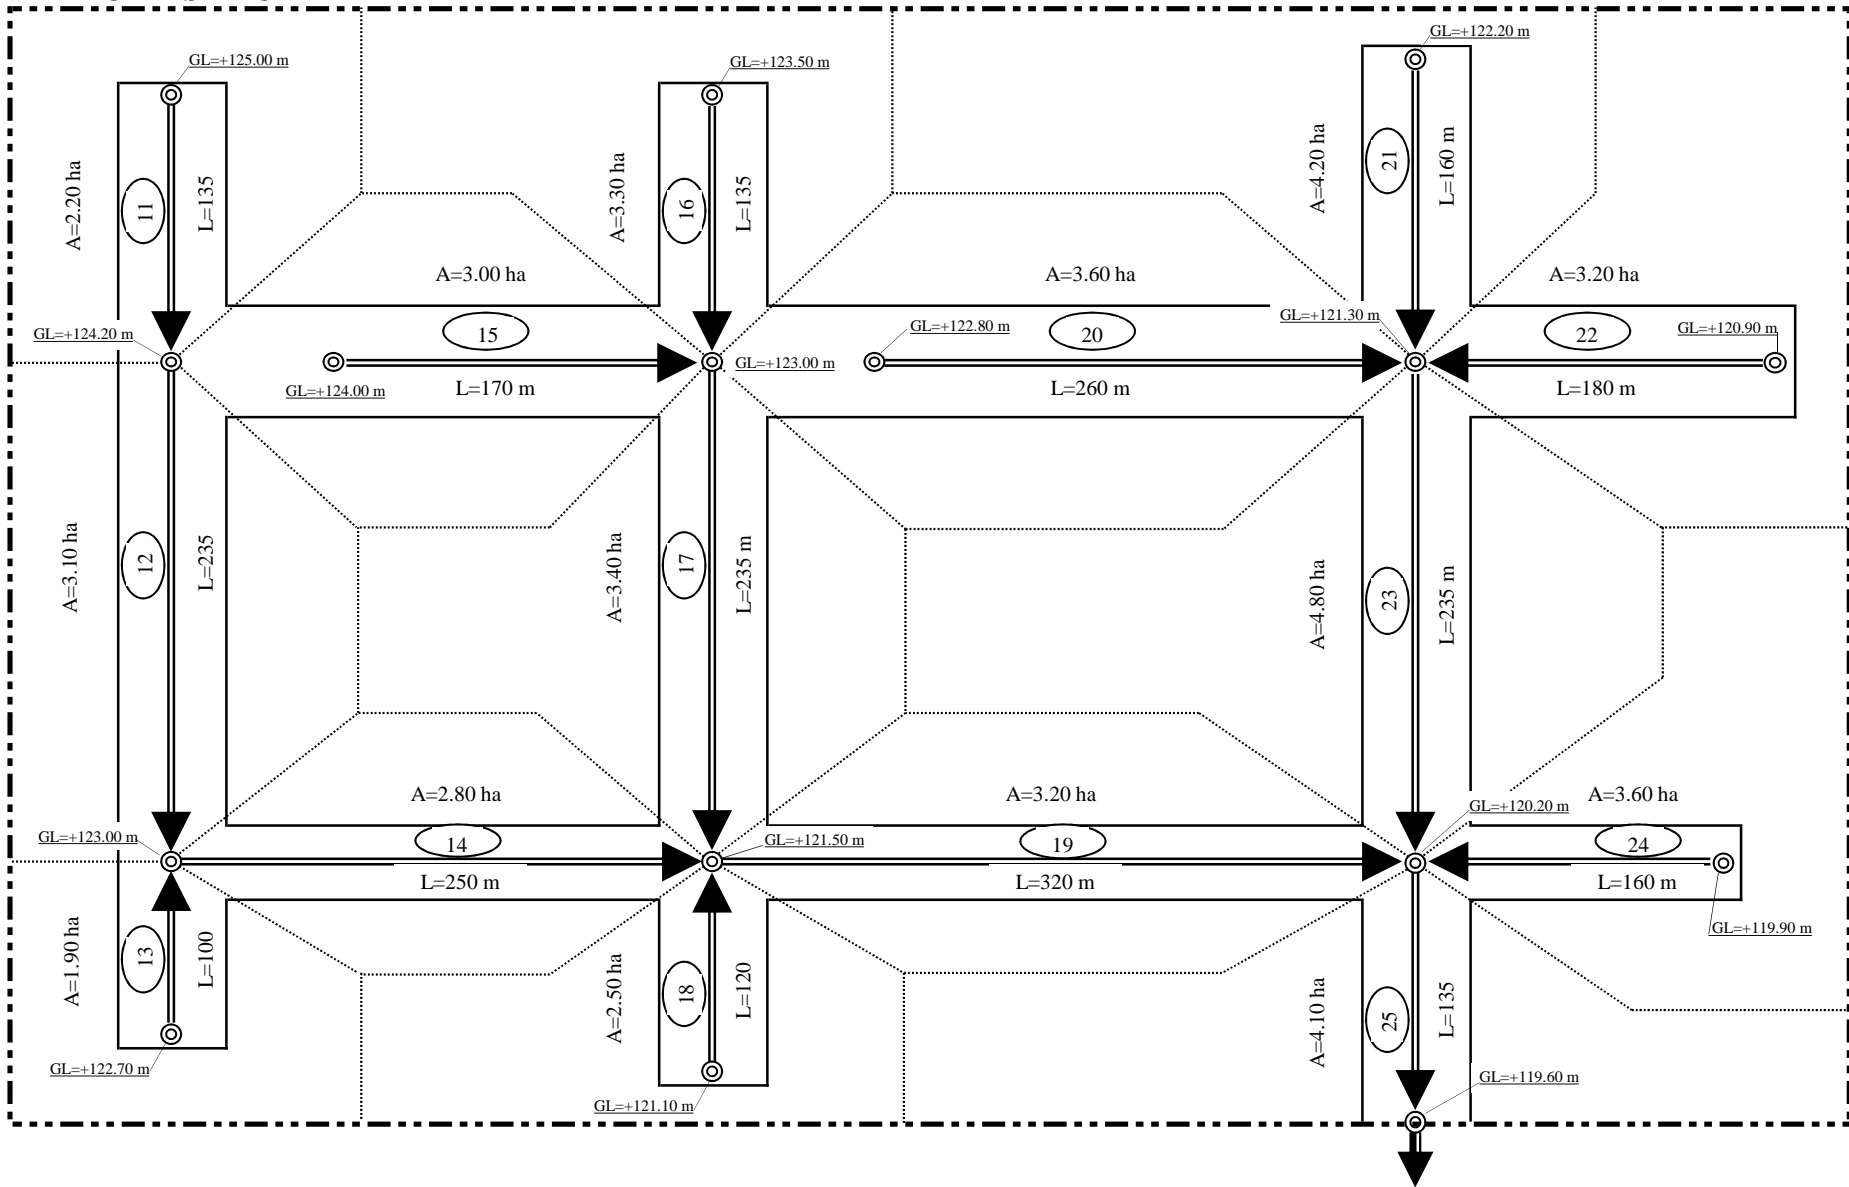 GL=+122.20 m
GL=+125.00 m
GL=+123.50 m
A=2.20 ha
11
L=135
A=3.30 ha
16
L=135
A=4.20 ha
21
L=160 m
A=3.00 ha
A=3.60 ha
A=3.20 ha
GL=+124.20 m
15
GL=+122.80 m
20
GL=+121.30 m
22
GL=+120.90 m
GL=+124.00 m
L=170 m
GL=+123.00 m
L=260 m
L=180 m
A=3.10 ha
12
L=235
A=3.40 ha
17
L=235 m
A=4.80 ha
23
L=235 m
A=2.80 ha
A=3.20 ha
A=3.60 ha
GL=+120.20 m
GL=+123.00 m
14
GL=+121.50 m
19
24
L=250 m
L=320 m
L=160 m
A=1.90 ha
13
L=100
A=2.50 ha
18
L=120
A=4.10 ha
25
L=135
GL=+119.90 m
GL=+122.70 m
GL=+121.10 m
GL=+119.60 m